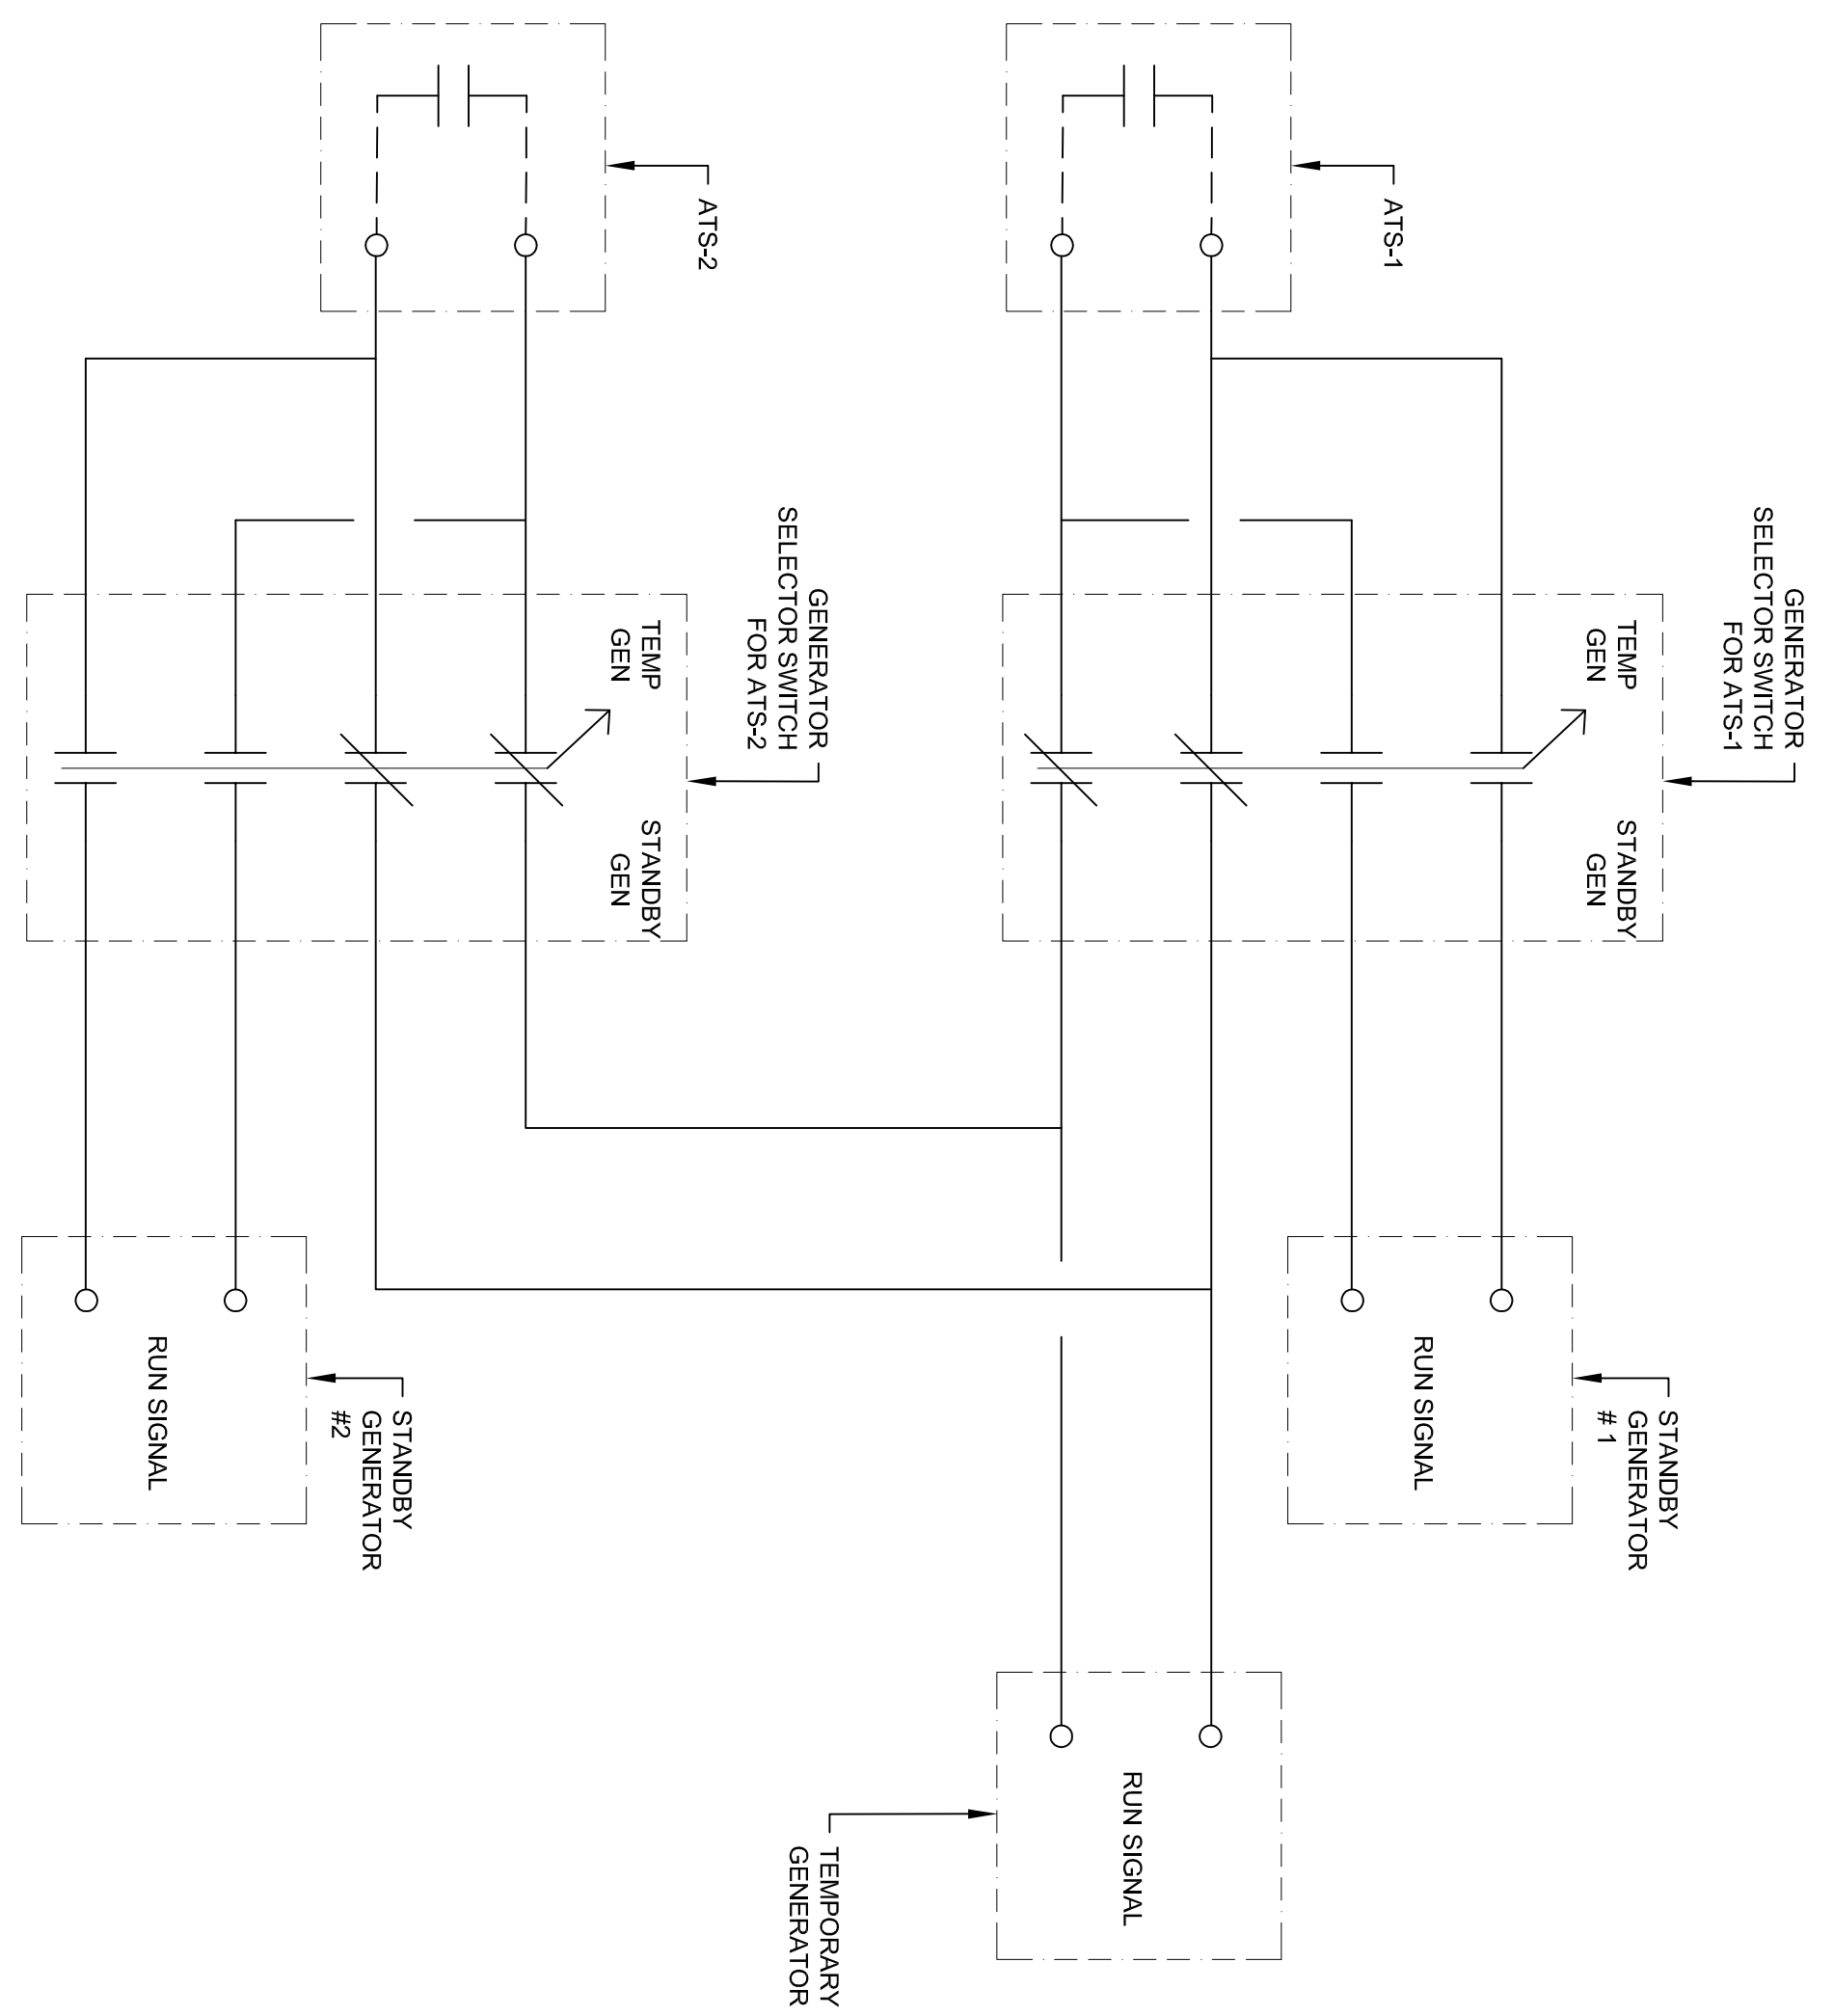 ATS-1
GENERATOR
SELECTOR SWITCH
FOR ATS-1
TEMP
GEN
STANDBY
GEN
STANDBY
GENERATOR
# 1
RUN SIGNAL
RUN SIGNAL
TEMPORARY
GENERATOR
ATS-2
GENERATOR
SELECTOR SWITCH
FOR ATS-2
TEMP
GEN
STANDBY
GEN
STANDBY
GENERATOR
#2
RUN SIGNAL